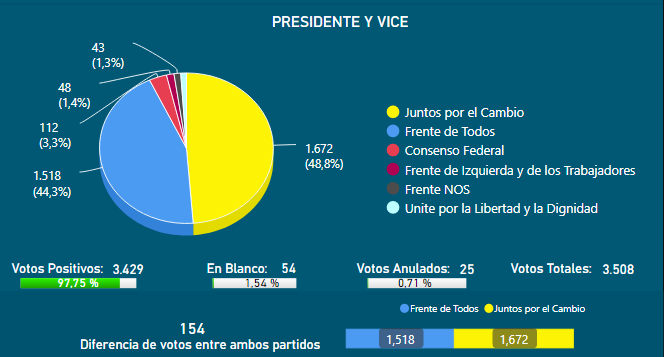 PRESIDENTE Y VICE
43
(1,3%)
48
(1,4%)
112
(3,3%)
1.518
(44,3%)
1.672
(48,8%)
Juntos por el Cambio
Frente de Todos
Consenso Federal
Frente de Izquierda y de los Trabajadores
Frente NOS
Unite por la Libertad y la Dignidad
Votos Positivos: 3.429
97,75 %
En Blanco: 54
1.54 %
Votos Anulados: 25
0,71 %
Votos Totales: 3.508
Frente de Todos Juntos por el Cambio
154
Diferencia de votos entre ambos partidos
1,518 1,672